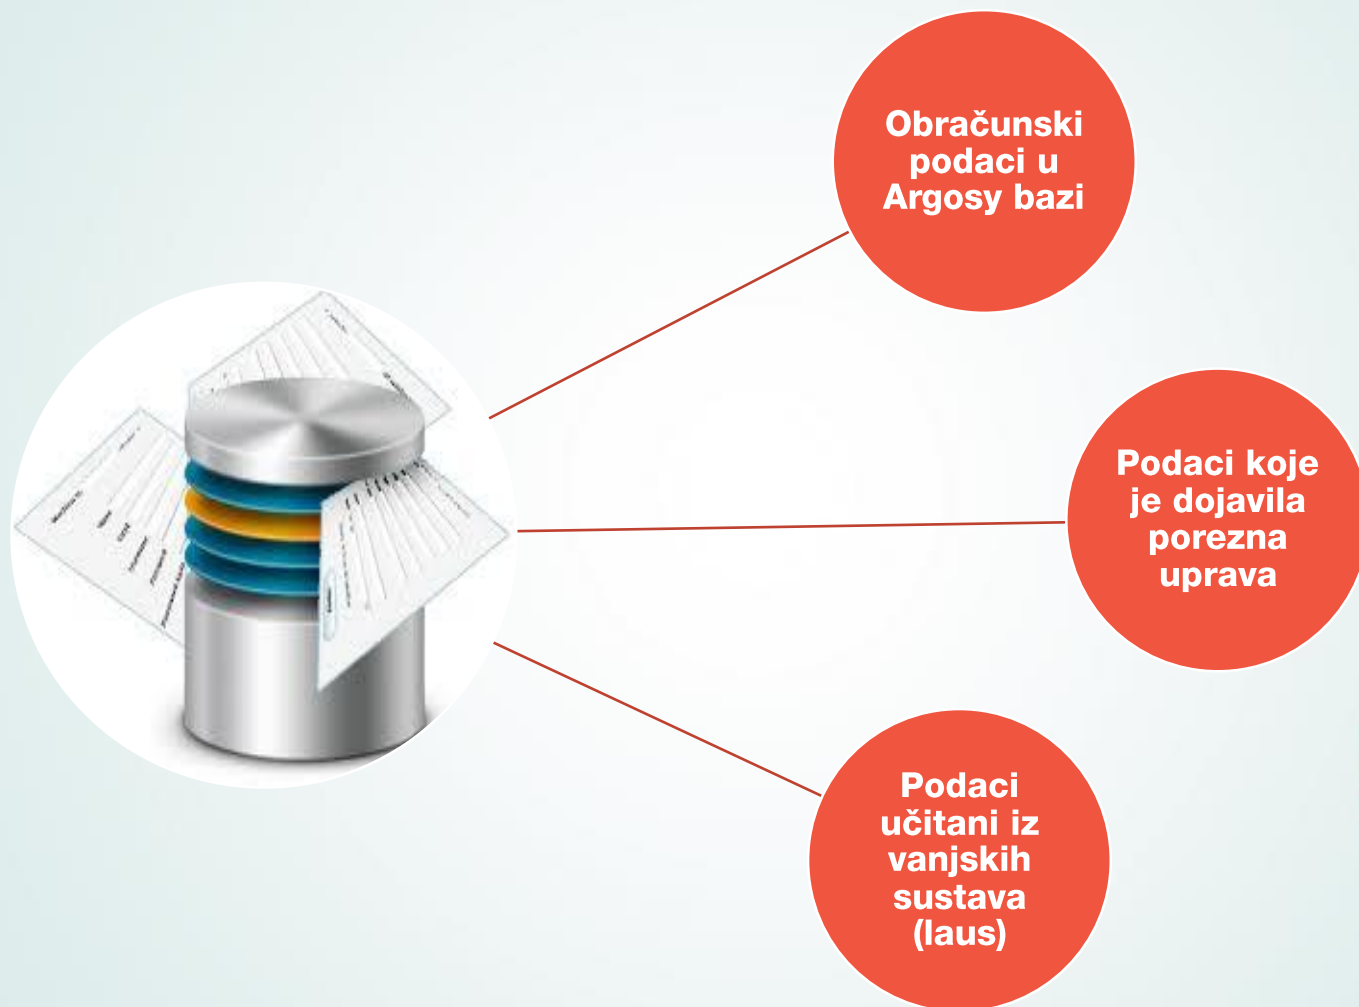 Obračunski
podaci u
Argosy bazi
Podaci koje
je dojavila
porezna
uprava
Podaci
učitani iz
vanjskih
sustava
(laus)